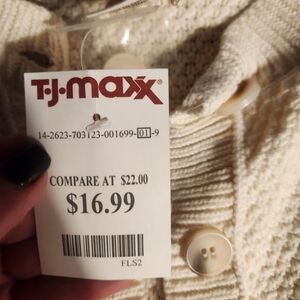 T·J·maxx
14-2623-703123-001699-01-9
COMPARE AT $22.00
$16.99
FLS2